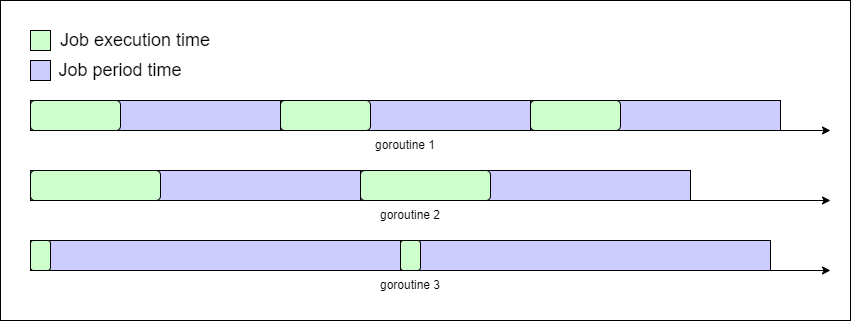 Job execution time
Job period time
goroutine 1
goroutine 2
goroutine 3